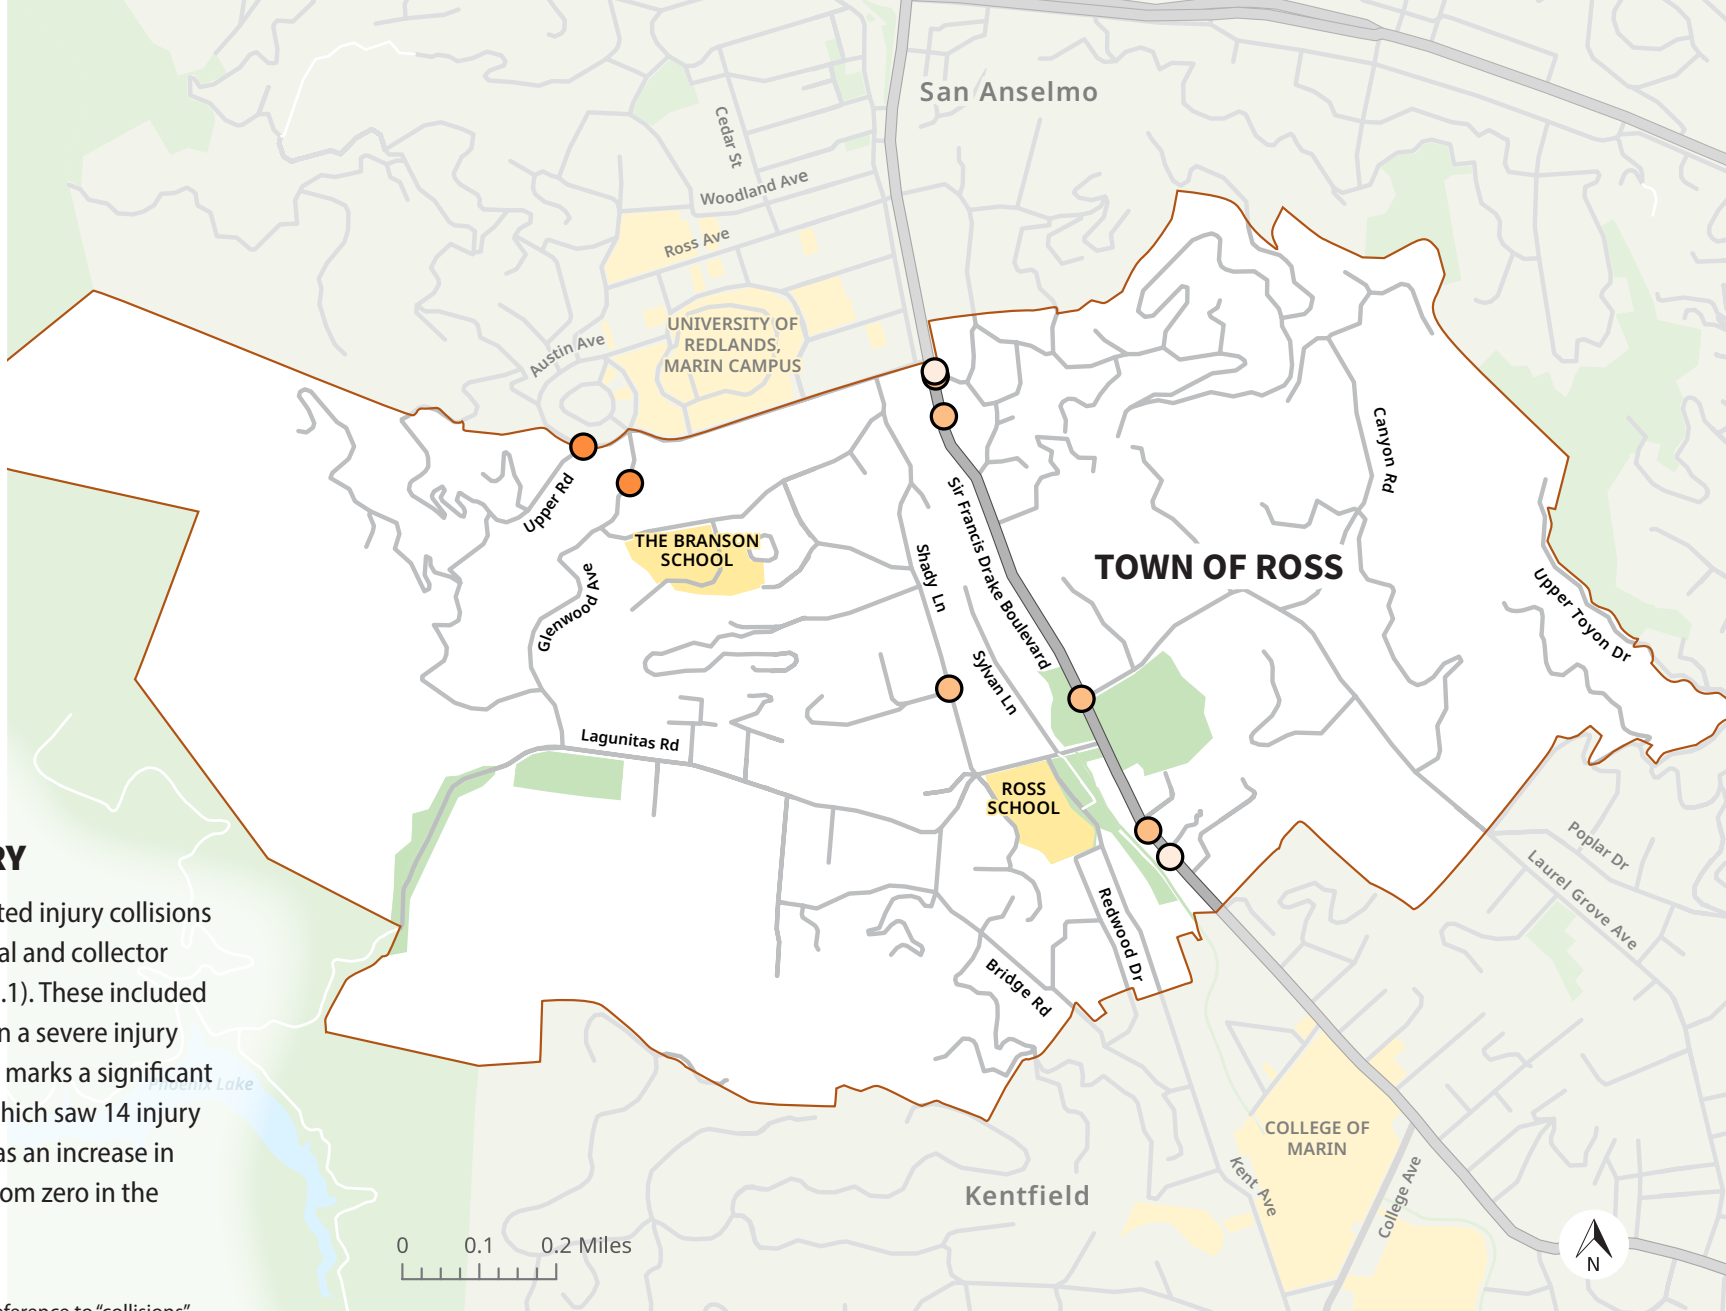 San Anselmo
Cedar St
Woodland Ave
Ross Ave
UNIVERSITY OF
REDLANDS,
MARIN CAMPUS
Austin Ave
Upper Rd
THE BRANSON
SCHOOL
Glenwood Ave
Shady Ln
Sir Francis Drake Boulevard
Sylvan Ln
TOWN OF ROSS
Canyon Rd
Upper Toyon Dr
Lagunitas Rd
ROSS
SCHOOL
Redwood Dr
Bridge Rd
Poplar Dr
Laurel Grove Ave
COLLEGE OF
MARIN
Kent Ave
College Ave
Kentfield
Phoenix Lake
RY
ted injury collisions
al and collector
.1). These included
n a severe injury
marks a significant
hich saw 14 injury
as an increase in
om zero in the
0 0.1 0.2 Miles
N
eference to "collisions"